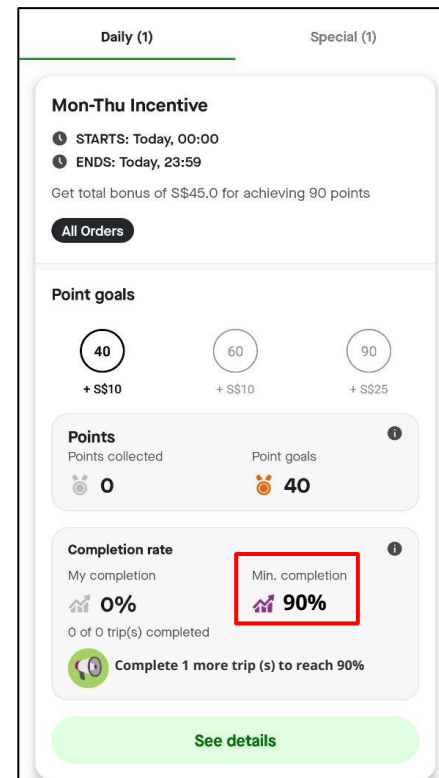 Daily (1) Special (1)
Mon-Thu Incentive
STARTS: Today, 00:00
ENDS: Today, 23:59
Get total bonus of S$45.0 for achieving 90 points
All Orders
Point goals
40 60 90
+ S$10 + S$10 + S$25
Points
Points collected Point goals
0 40
Completion rate
My completion Min. completion
0% 90%
0 of 0 trip(s) completed
Complete 1 more trip (s) to reach 90%
See details